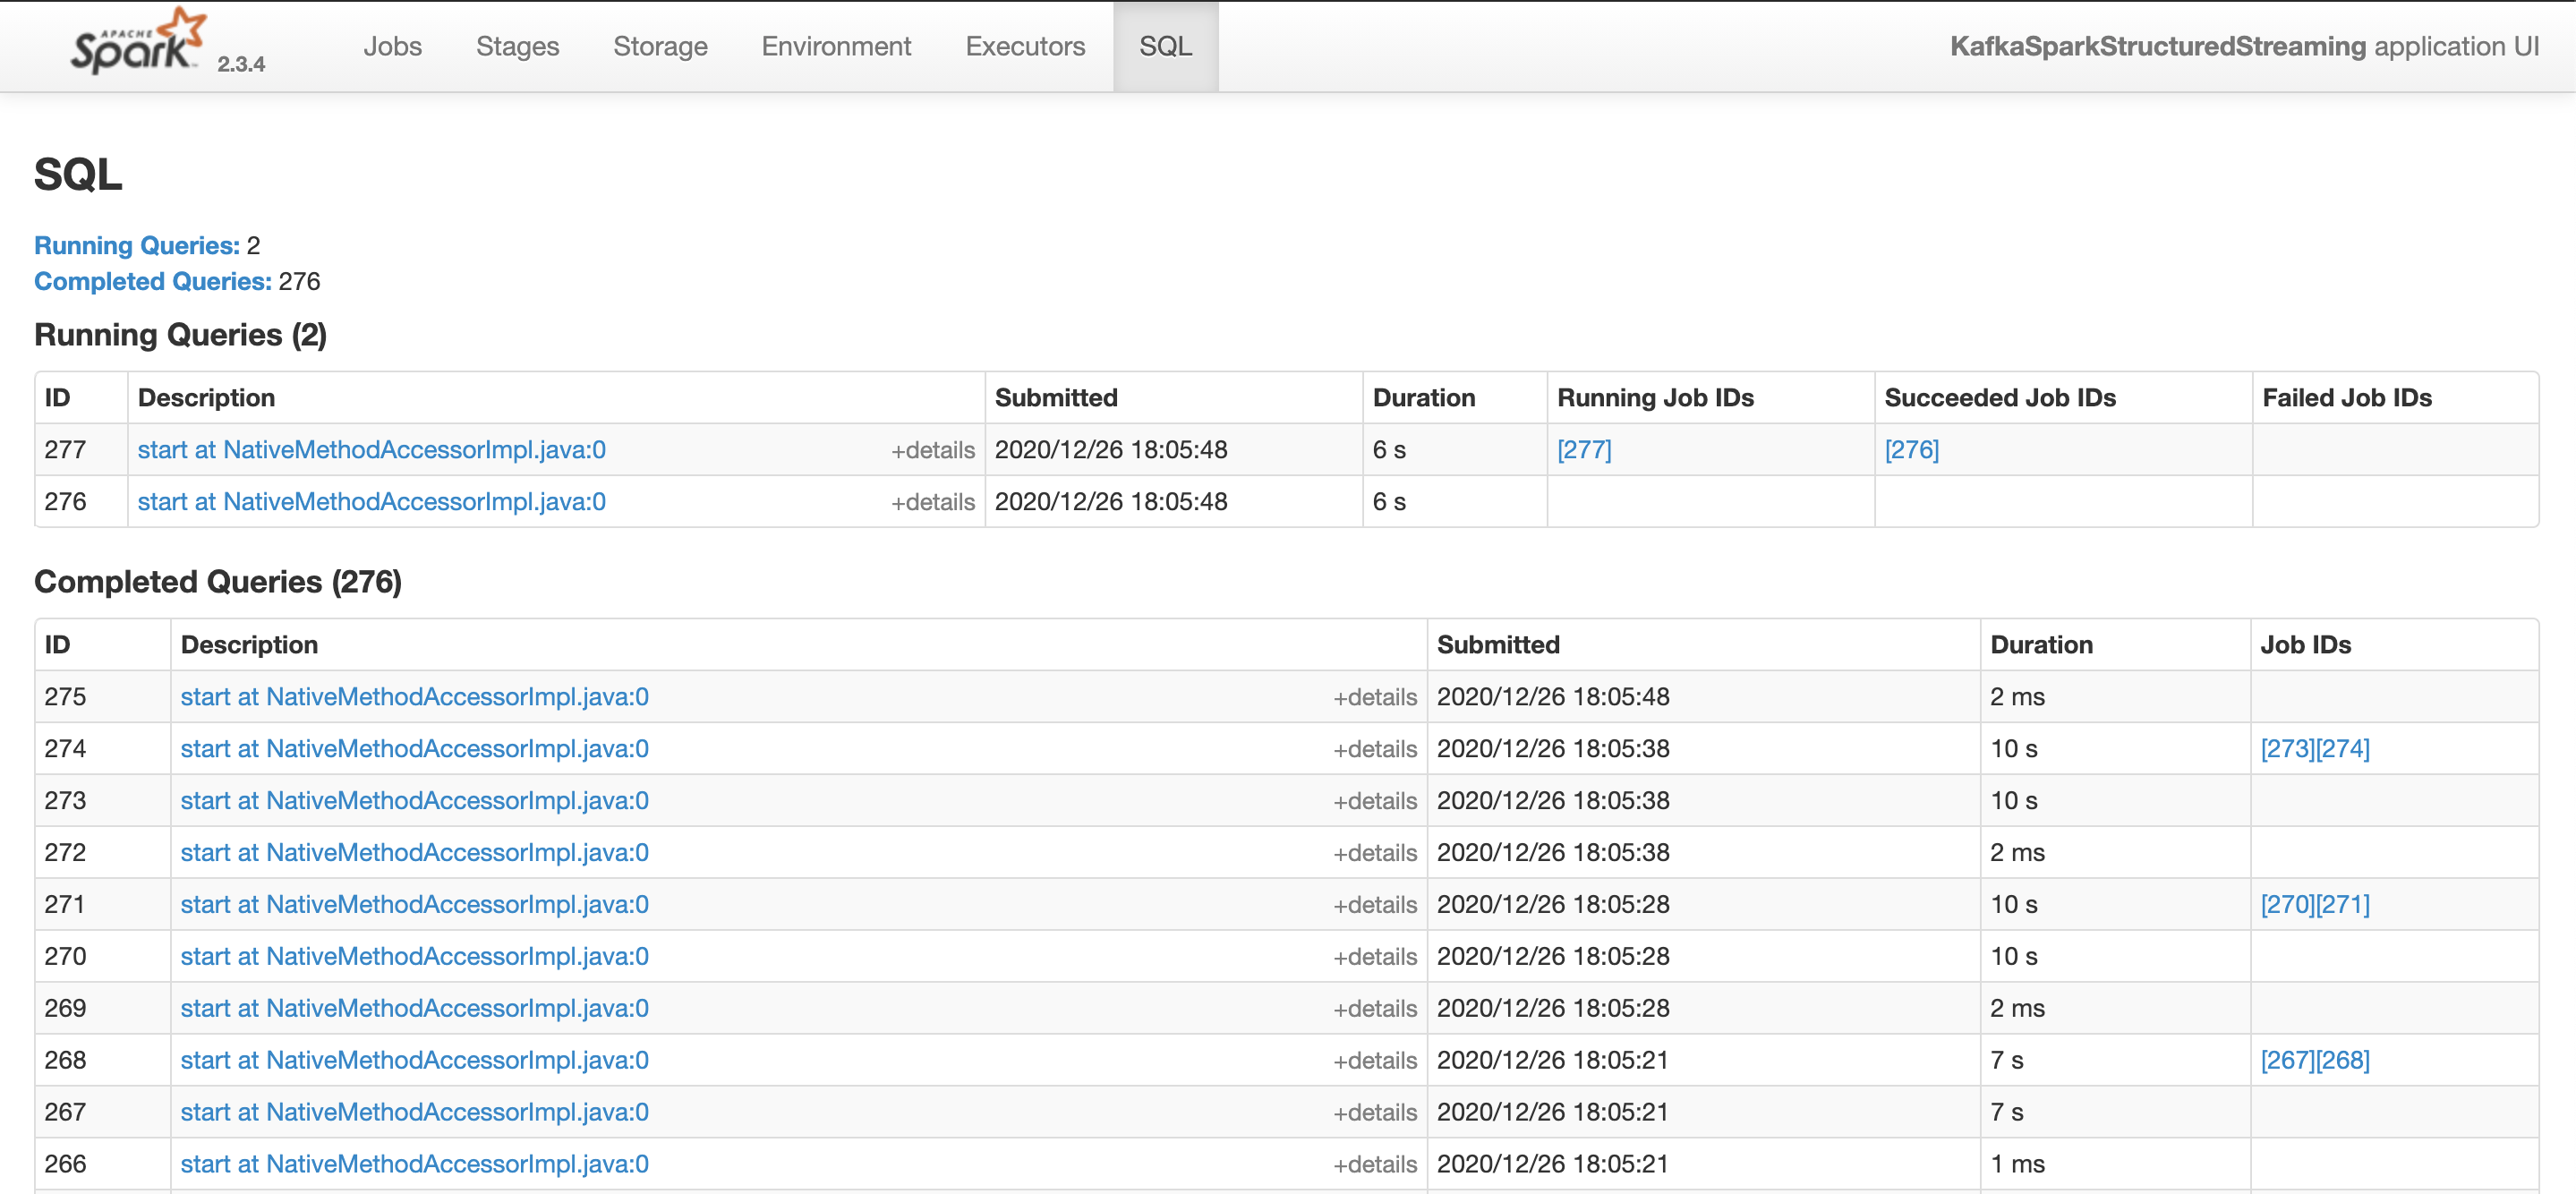 APACHE
Spark 2.3.4 Jobs Stages Storage Environment Executors SQL KafkaSparkStructuredStreaming application UI
SQL
Running Queries: 2
Completed Queries: 276
Running Queries (2)
ID Description Submitted Duration Running Job IDs Succeeded Job IDs Failed Job IDs
277 start at NativeMethodAccessorImpl.java:0 +details 2020/12/26 18:05:48 6 s [277] [276]
276 start at NativeMethodAccessorImpl.java:0 +details 2020/12/26 18:05:48 6 s
Completed Queries (276)
ID Description Submitted Duration Job IDs
275 start at NativeMethodAccessorImpl.java:0 +details 2020/12/26 18:05:48 2 ms
274 start at NativeMethodAccessorImpl.java:0 +details 2020/12/26 18:05:38 10 s [273][274]
273 start at NativeMethodAccessorImpl.java:0 +details 2020/12/26 18:05:38 10 s
272 start at NativeMethodAccessorImpl.java:0 +details 2020/12/26 18:05:38 2 ms
271 start at NativeMethodAccessorImpl.java:0 +details 2020/12/26 18:05:28 10 s [270][271]
270 start at NativeMethodAccessorImpl.java:0 +details 2020/12/26 18:05:28 10 s
269 start at NativeMethodAccessorImpl.java:0 +details 2020/12/26 18:05:28 2 ms
268 start at NativeMethodAccessorImpl.java:0 +details 2020/12/26 18:05:21 7 s [267][268]
267 start at NativeMethodAccessorImpl.java:0 +details 2020/12/26 18:05:21 7 s
266 start at NativeMethodAccessorImpl.java:0 +details 2020/12/26 18:05:21 1 ms